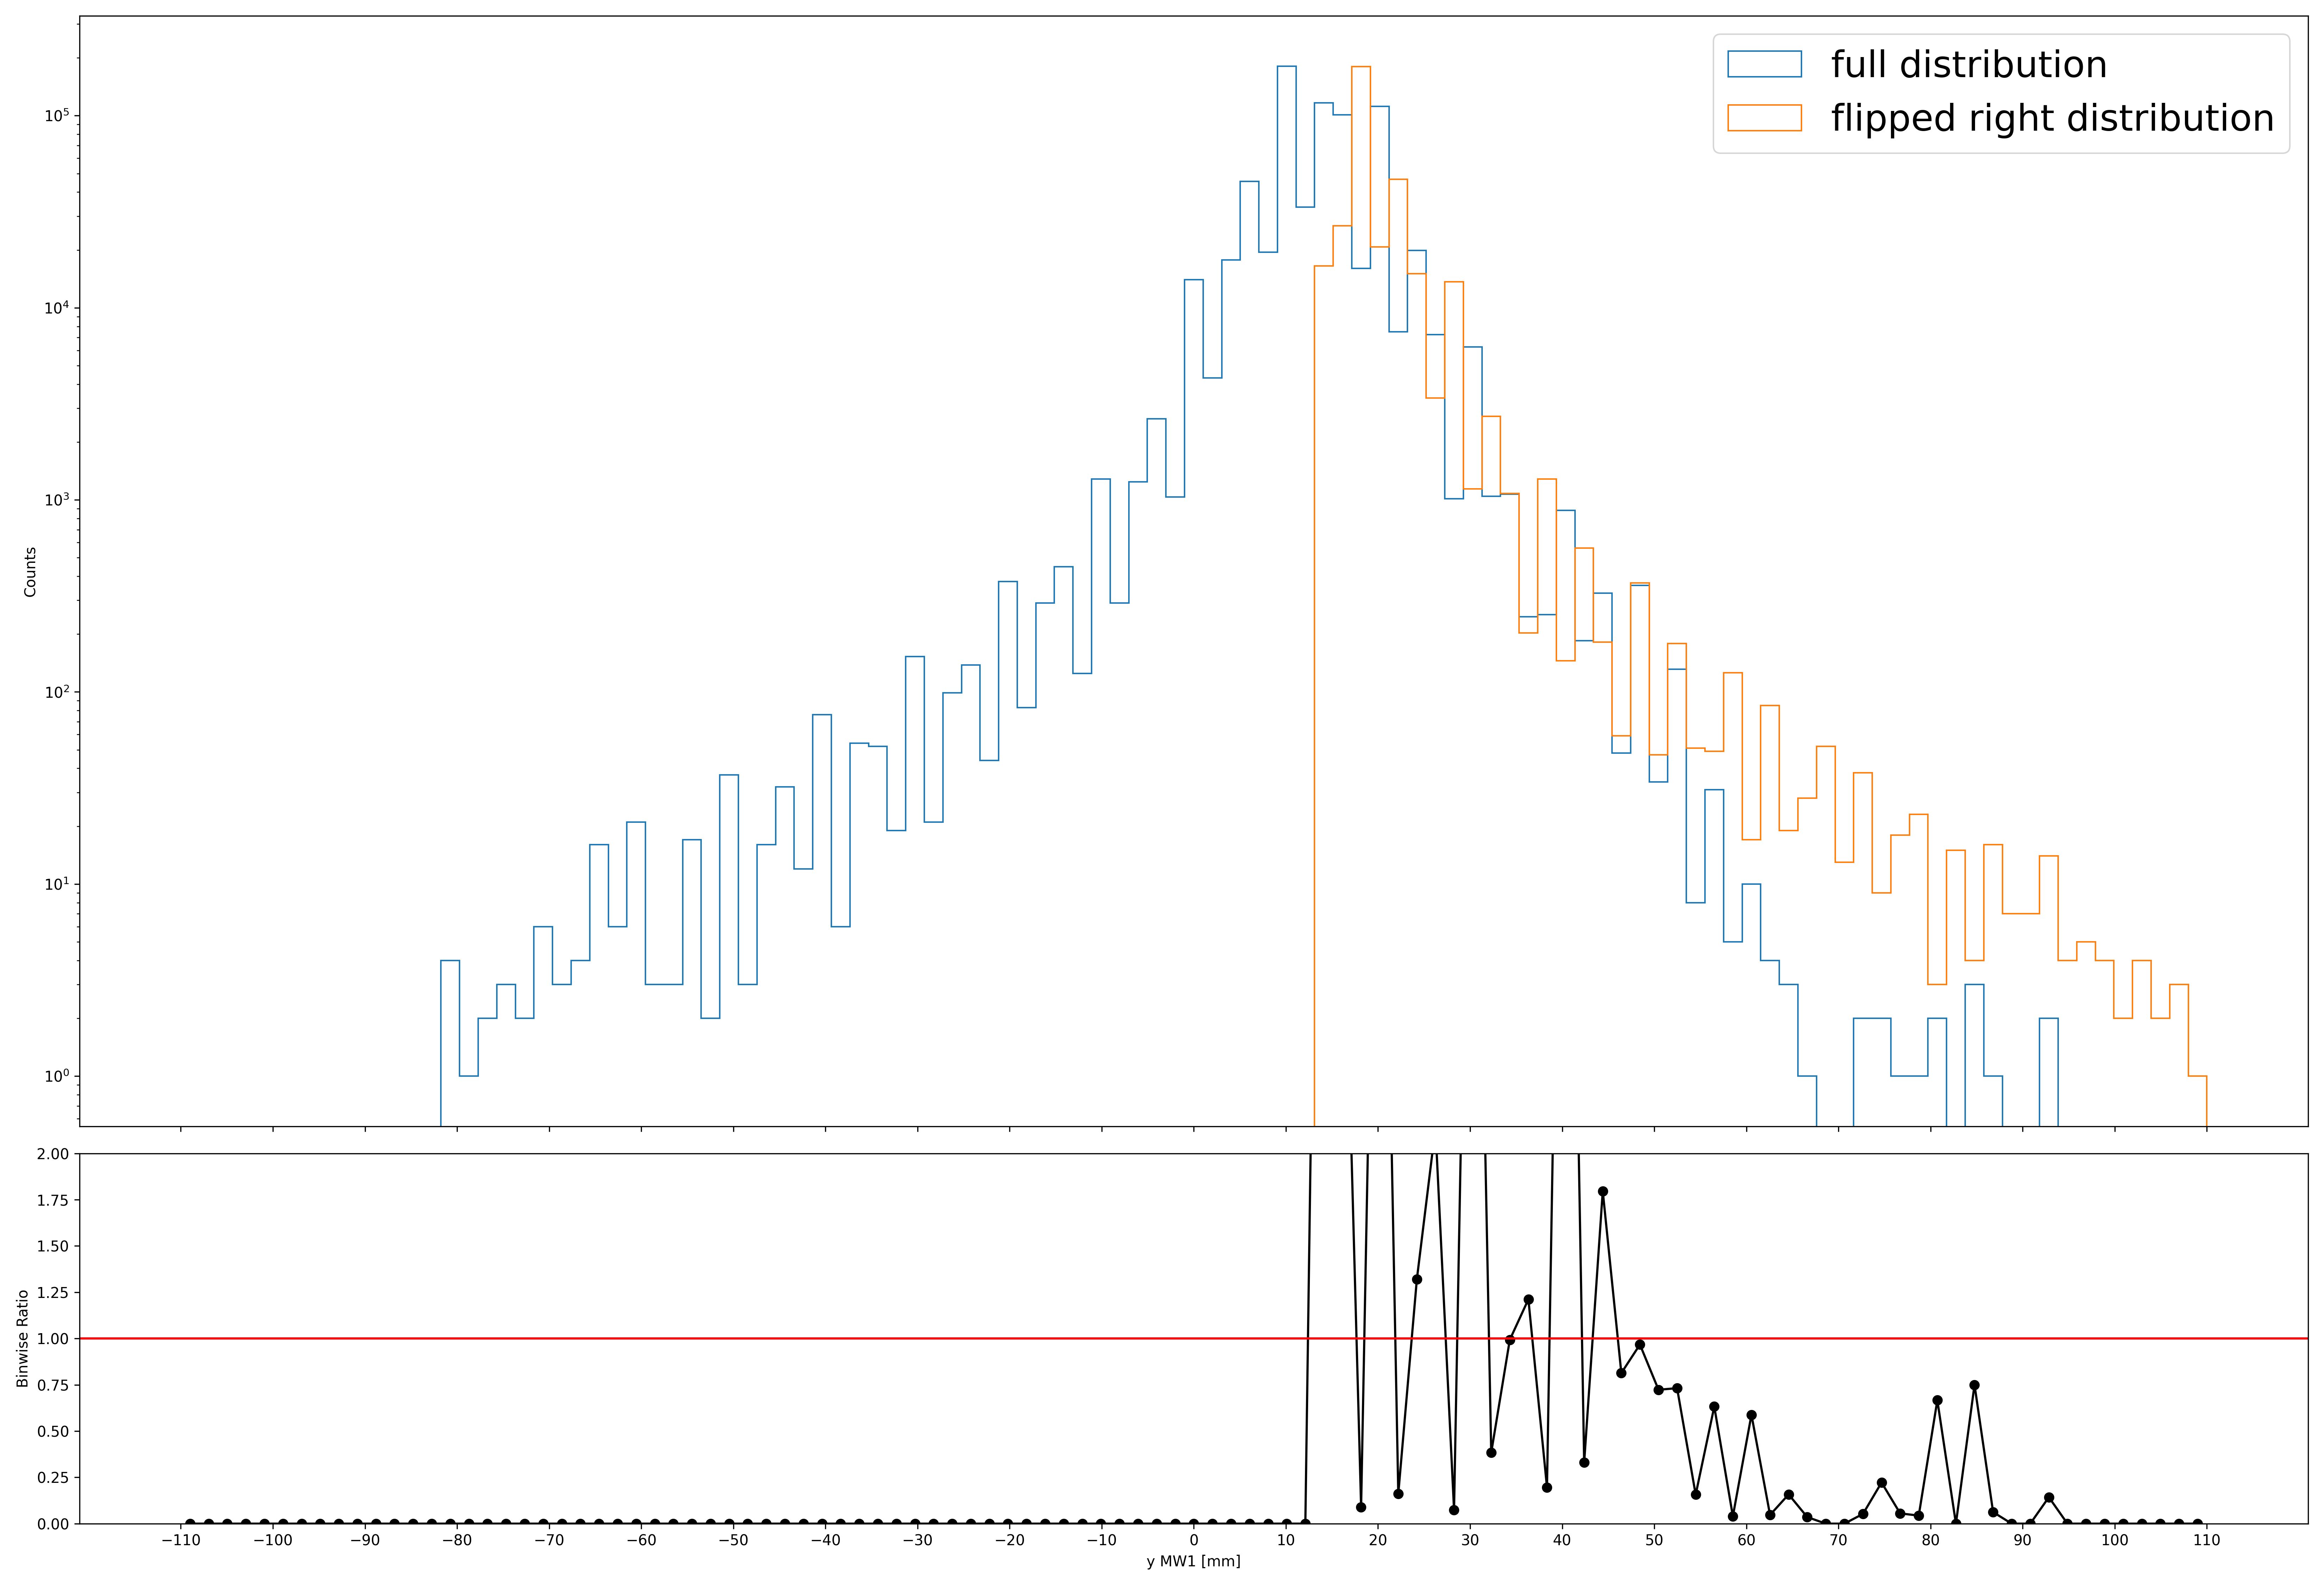 full distribution
flipped right distribution
10⁵
10⁴
10³
10²
10¹
10⁰
Counts
2.00
1.75
1.50
1.25
1.00
0.75
0.50
0.25
0.00
Binwise Ratio
−110 −100 −90 −80 −70 −60 −50 −40 −30 −20 −10 0 10 20 30 40 50 60 70 80 90 100 110
y MW1 [mm]